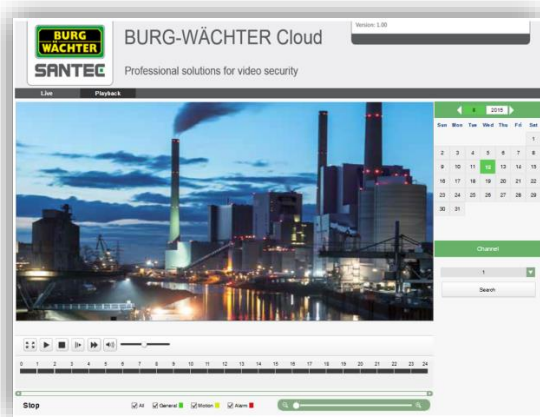 BURG
WÄCHTER
SANTEC
BURG-WÄCHTER Cloud
Professional solutions for video security
Version: 1.00
Live Playback
2015
Sun Mon Tue Wed Thu Fri Sat
1
2 3 4 5 6 7 8
9 10 11 12 13 14 15
16 17 18 19 20 21 22
23 24 25 26 27 28 29
30 31
Channel
1
Search
0 1 2 3 4 5 6 7 8 9 10 11 12 13 14 15 16 17 18 19 20 21 22 23 24
Stop
All General Motion Alarm